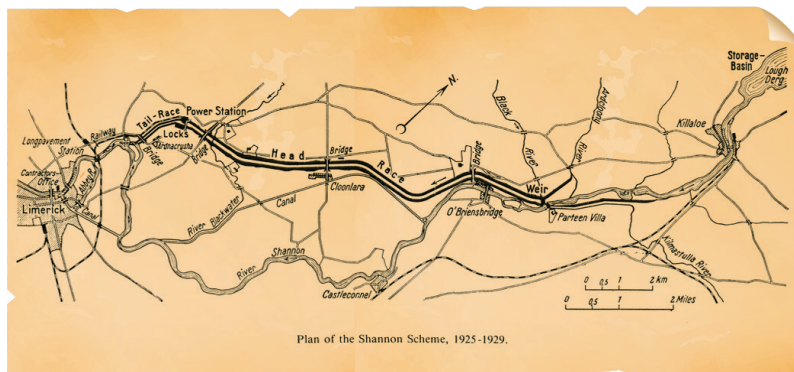 Storage-
Basin
Lough
Derg
N.
Killaloe
Black
River
Ardcloony
River
Tail-Race
Power Station
Locks
Ardnacrusha
Railway
Longpavement
Station
Bridge
Bridge
Head
Race
Bridge
Cloonlara
Bridge
Weir
Contractors-
Office
Abbey R.
Limerick
Canal
Canal
River Blackwater
O'Briensbridge
Parteen Villa
Kilmastulla River
River Shannon
Castleconnel
0 0,5 1 2 km
0 0,5 1 2 Miles
Plan of the Shannon Scheme, 1925-1929.